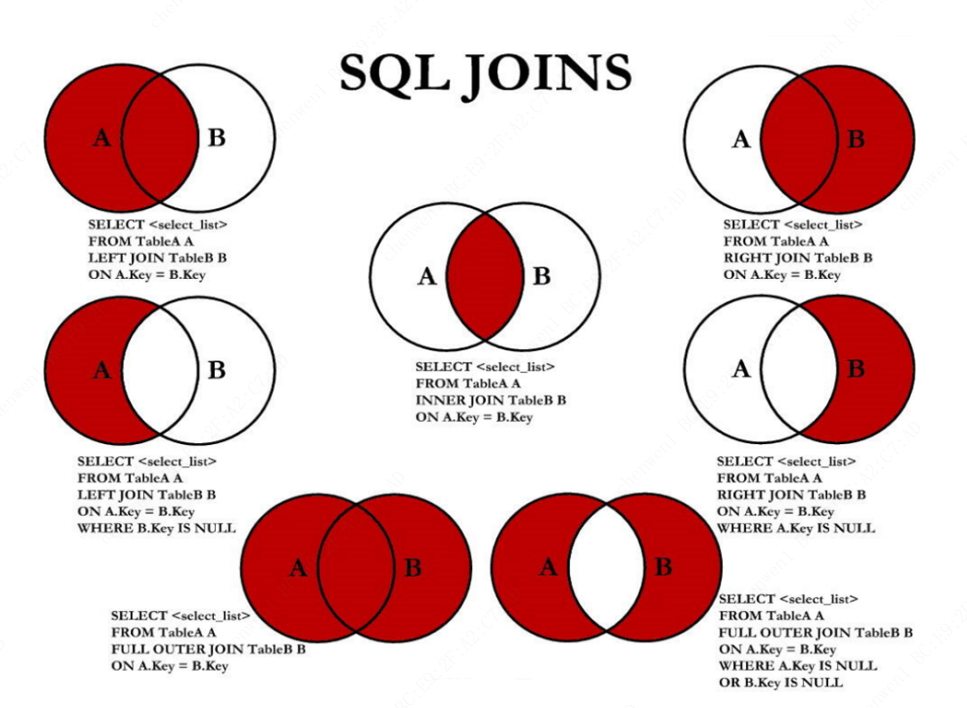 SQL JOINS
A
B
SELECT <select_list>
FROM TableA A
LEFT JOIN TableB B
ON A.Key = B.Key
A
B
SELECT <select_list>
FROM TableA A
RIGHT JOIN TableB B
ON A.Key = B.Key
A
B
SELECT <select_list>
FROM TableA A
INNER JOIN TableB B
ON A.Key = B.Key
A
B
SELECT <select_list>
FROM TableA A
LEFT JOIN TableB B
ON A.Key = B.Key
WHERE B.Key IS NULL
A
B
SELECT <select_list>
FROM TableA A
RIGHT JOIN TableB B
ON A.Key = B.Key
WHERE A.Key IS NULL
A
B
SELECT <select_list>
FROM TableA A
FULL OUTER JOIN TableB B
ON A.Key = B.Key
A
B
SELECT <select_list>
FROM TableA A
FULL OUTER JOIN TableB B
ON A.Key = B.Key
WHERE A.Key IS NULL
OR B.Key IS NULL